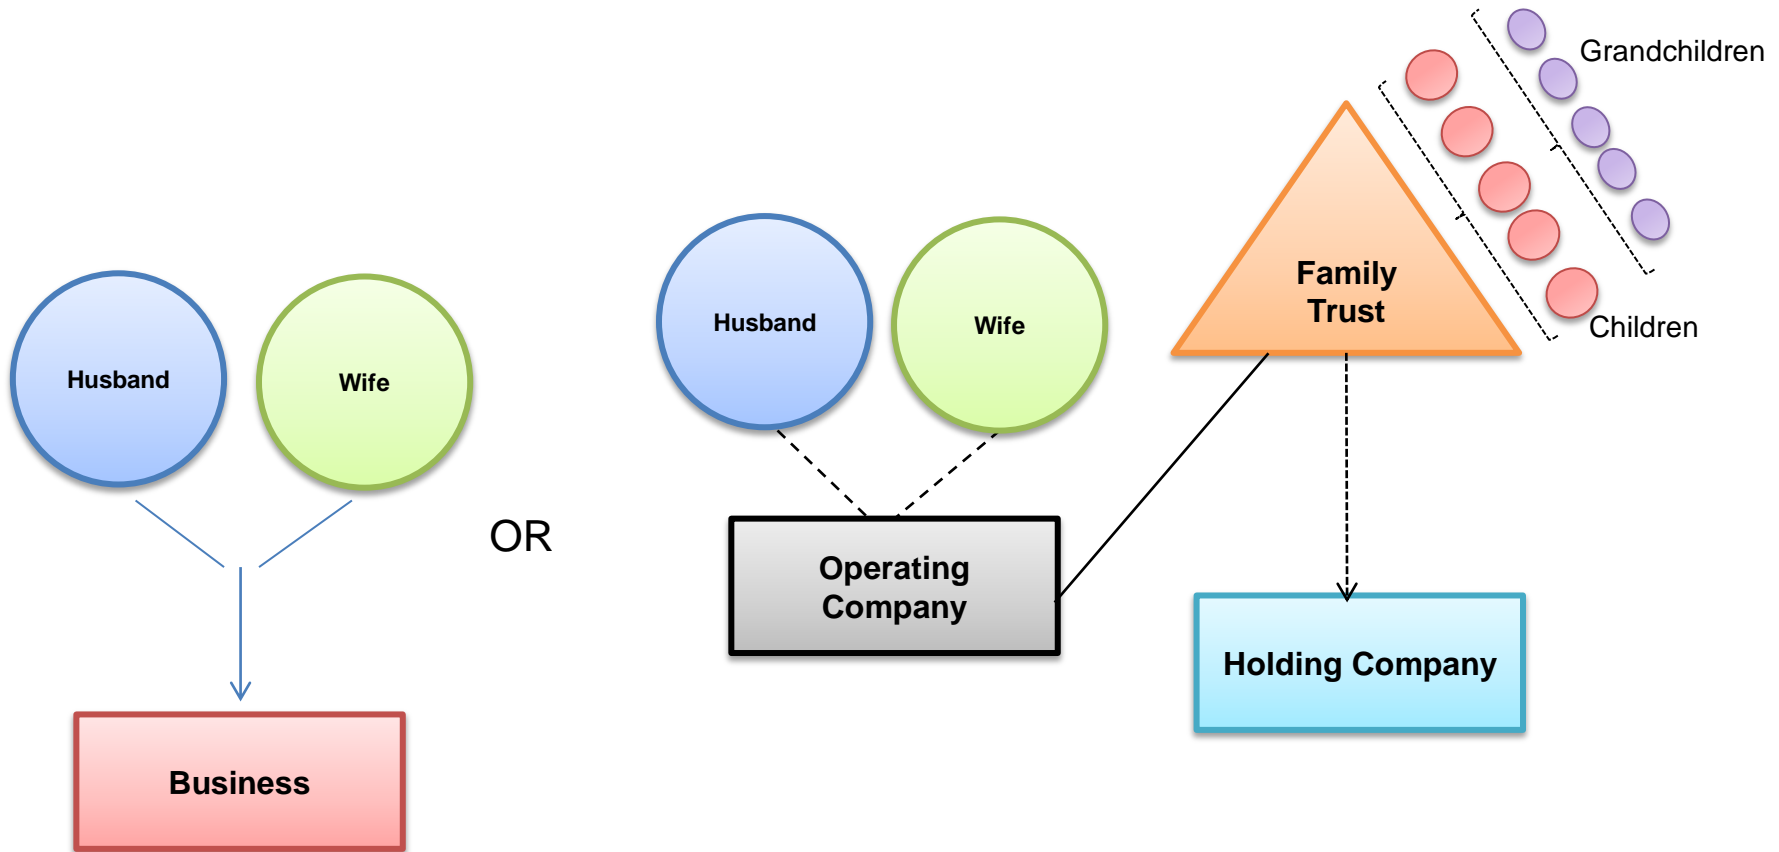 Husband
Wife
Business
OR
Husband
Wife
Operating
Company
Family
Trust
Grandchildren
Children
Holding Company